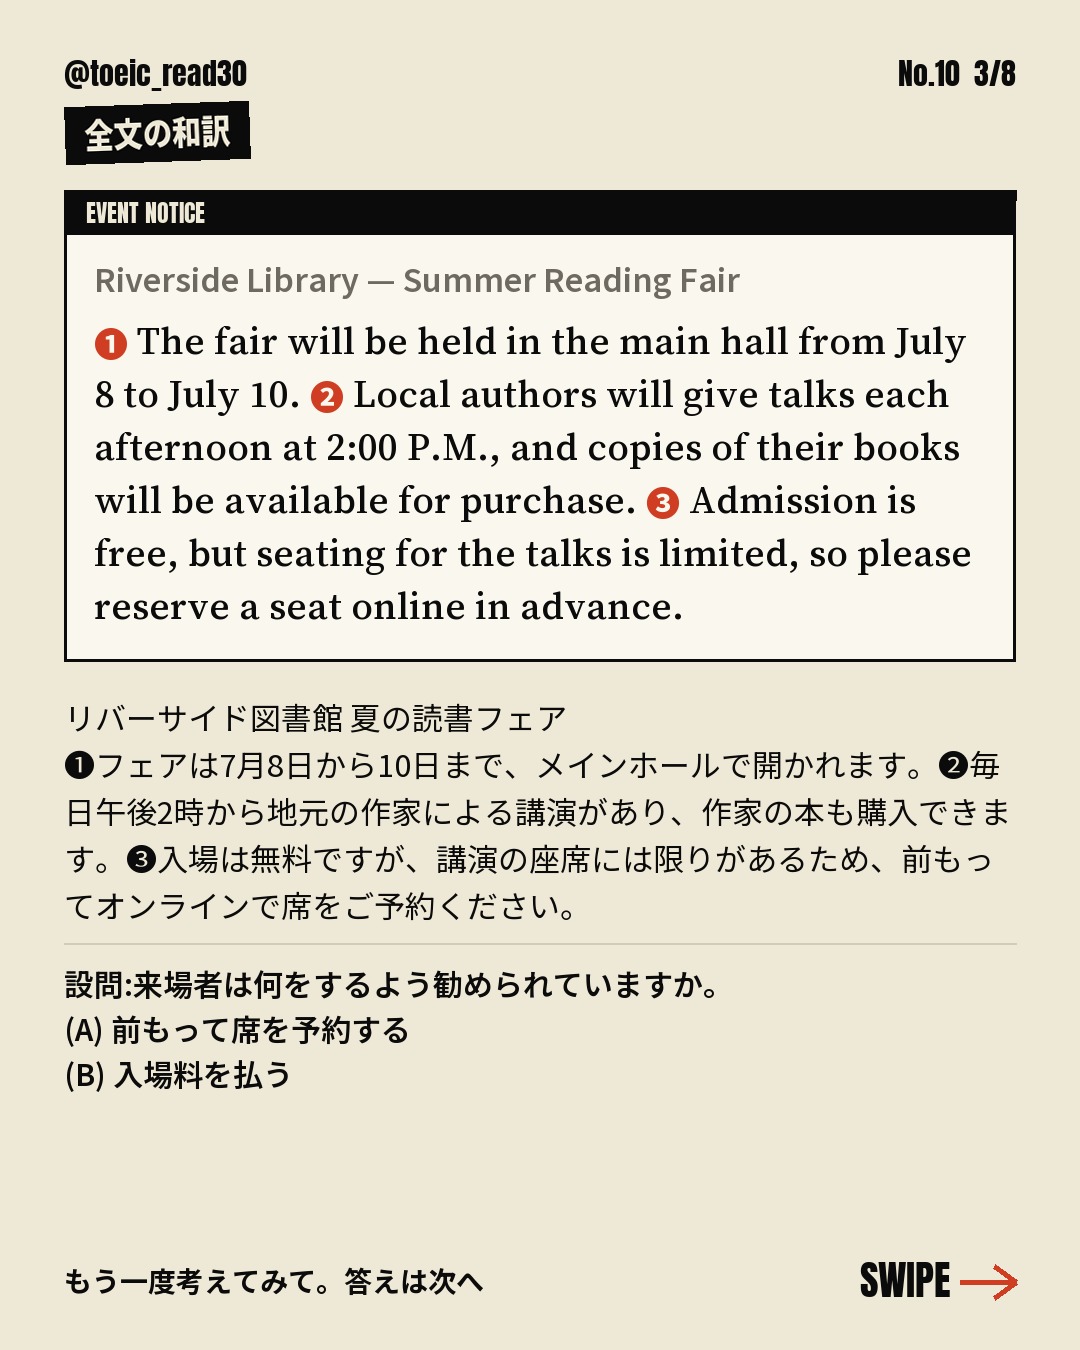 @toeic_read30
No.10 3/8
全文の和訳
EVENT NOTICE
Riverside Library — Summer Reading Fair
❶ The fair will be held in the main hall from July
8 to July 10. ❷ Local authors will give talks each
afternoon at 2:00 P.M., and copies of their books
will be available for purchase. ❸ Admission is
free, but seating for the talks is limited, so please
reserve a seat online in advance.
リバーサイド図書館 夏の読書フェア
❶フェアは7月8日から10日まで、メインホールで開かれます。❷毎
日午後2時から地元の作家による講演があり、作家の本も購入できま
す。❸入場は無料ですが、講演の座席には限りがあるため、前もっ
てオンラインで席をご予約ください。
設問:来場者は何をするよう勧められていますか。
(A) 前もって席を予約する
(B) 入場料を払う
もう一度考えてみて。答えは次へ
SWIPE